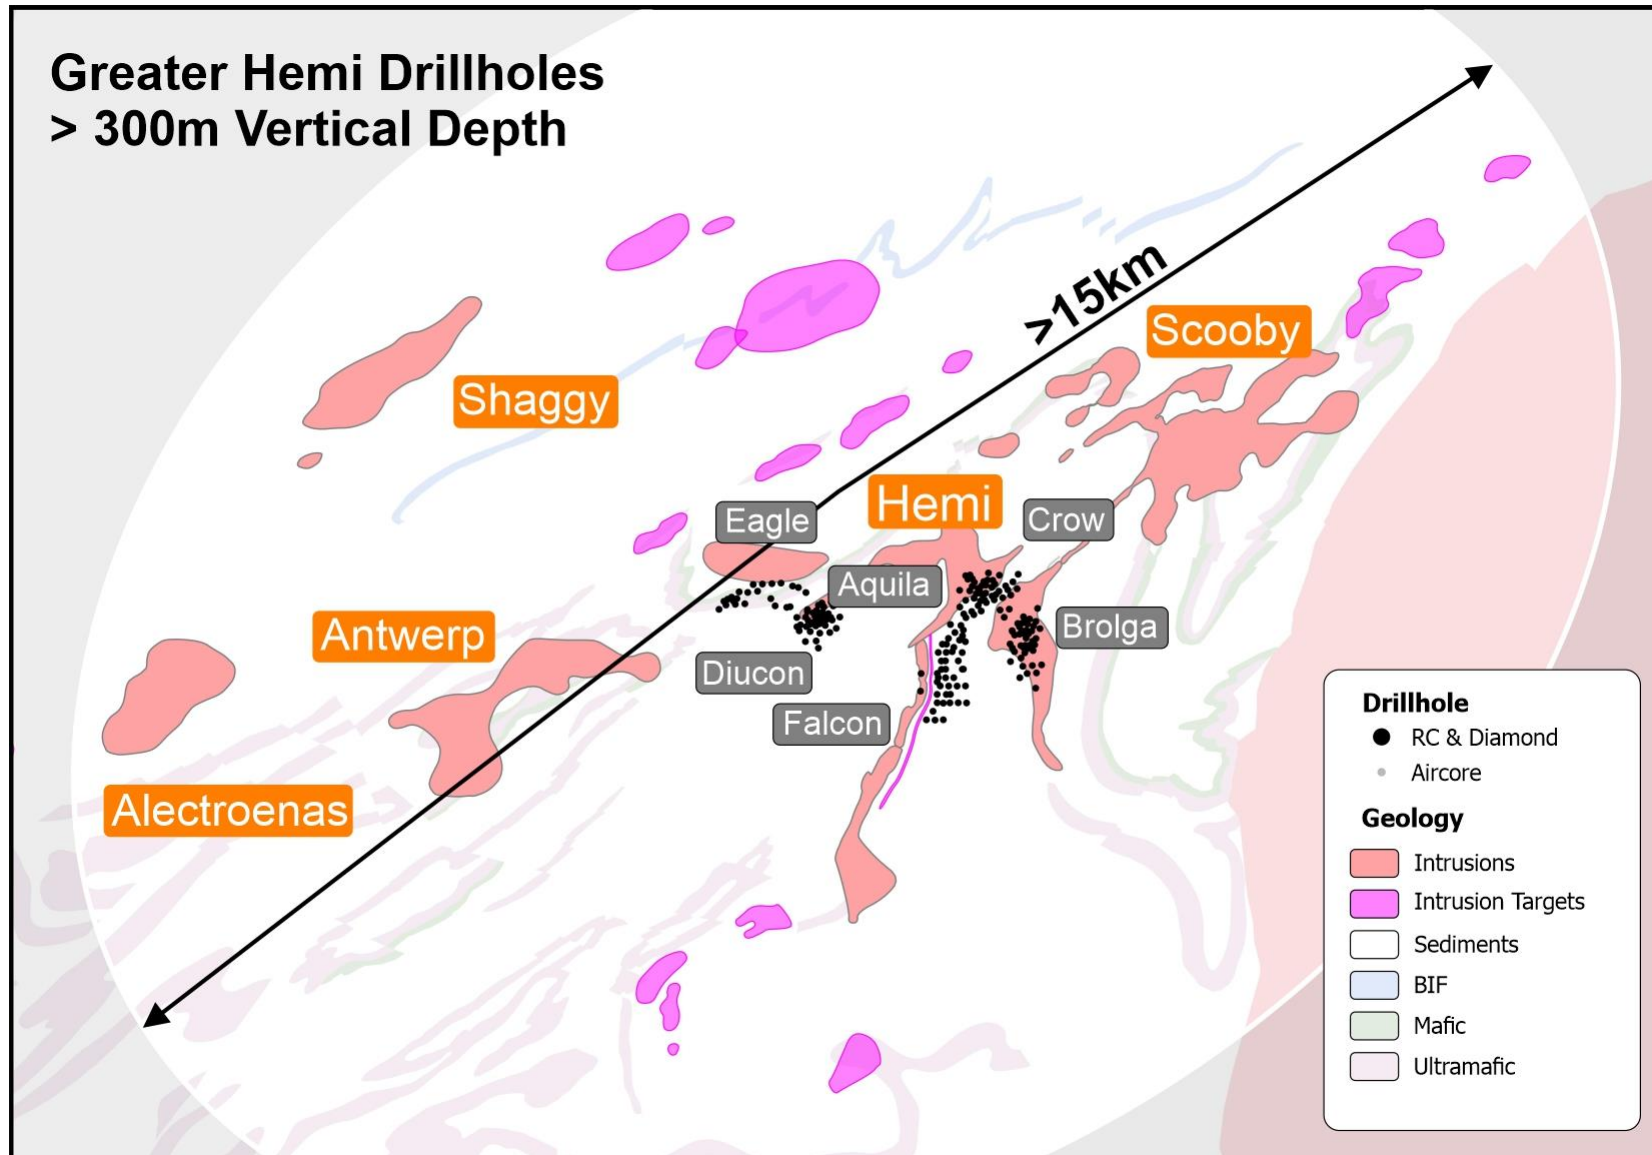 Greater Hemi Drillholes
> 300m Vertical Depth
>15km
Scooby
Shaggy
Hemi
Eagle
Crow
Aquila
Antwerp
Brolga
Diucon
Falcon
Alectroenas
Drillhole
RC & Diamond
Aircore
Geology
Intrusions
Intrusion Targets
Sediments
BIF
Mafic
Ultramafic